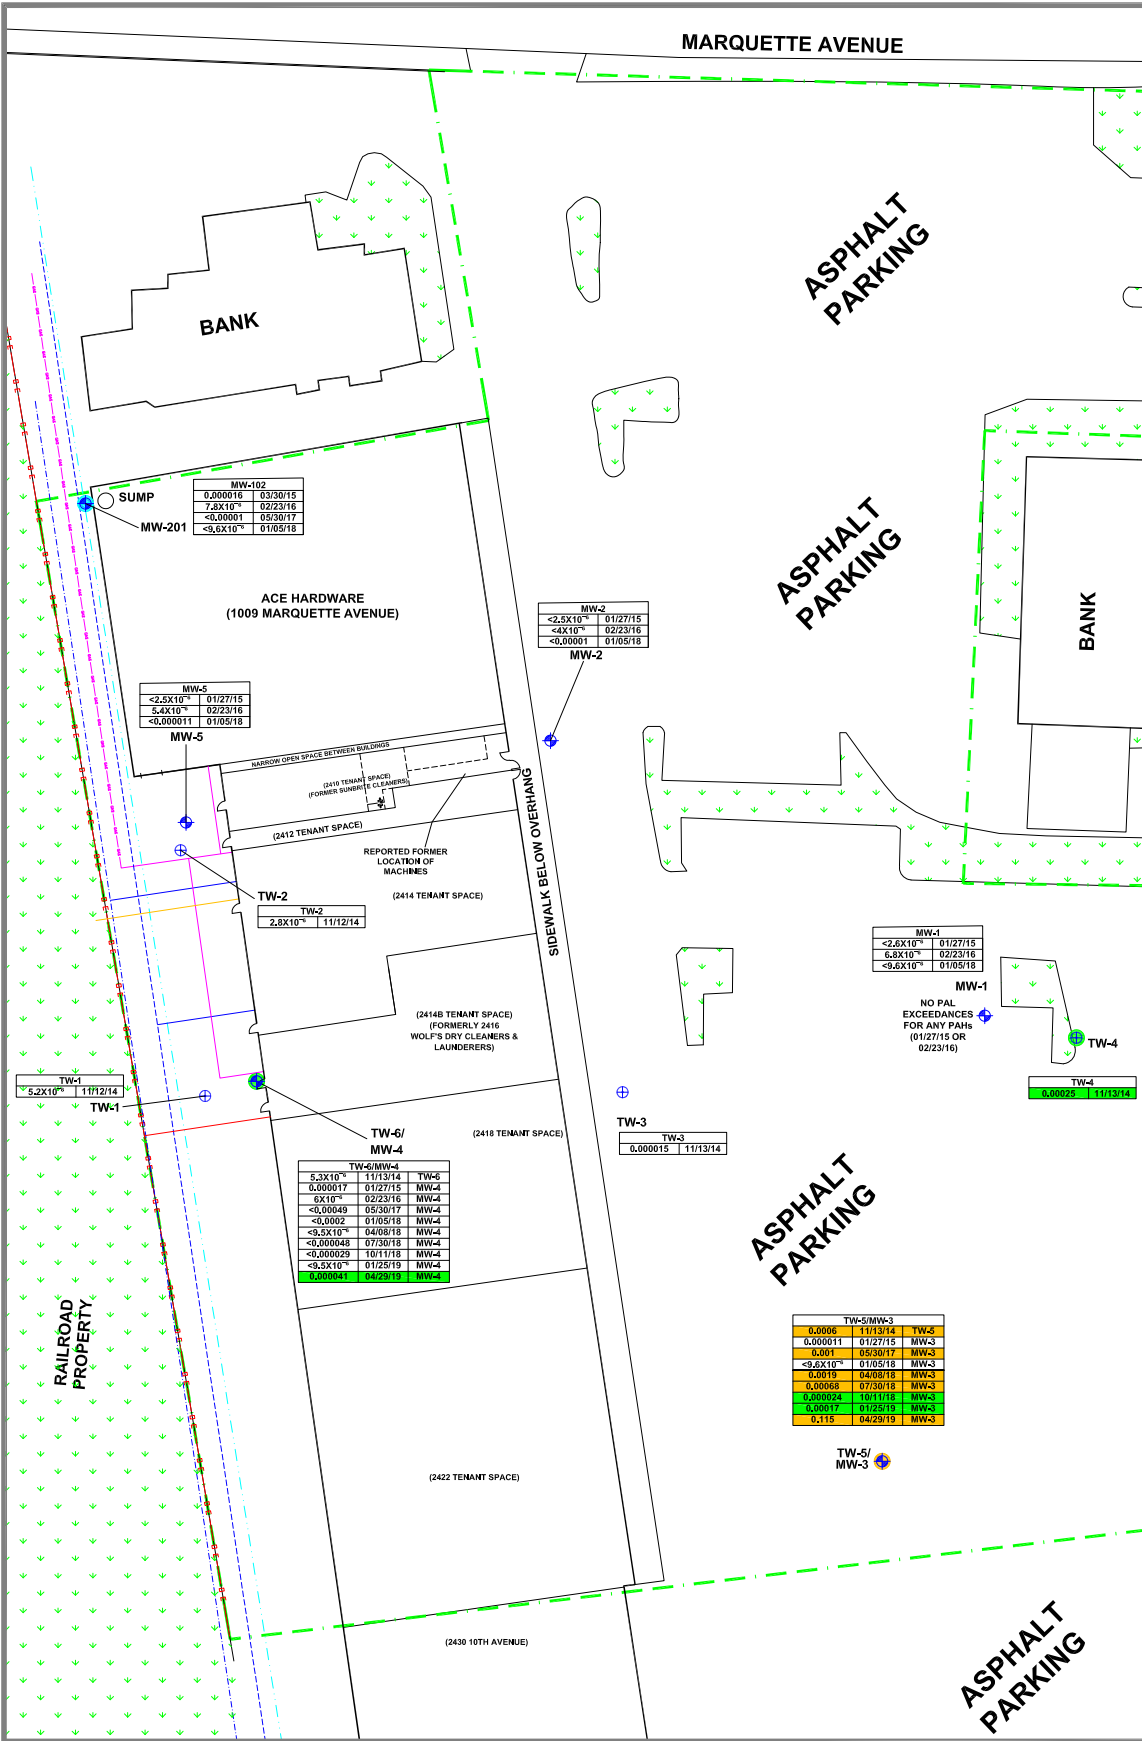 MARQUETTE AVENUE
ASPHALT
PARKING
BANK
SUMP
MW-201
MW-102
0.000016 03/30/15
7.8X10⁻⁶ 02/23/16
<0.00001 05/30/17
<9.6X10⁻⁶ 01/05/18
ASPHALT
PARKING
ACE HARDWARE
(1009 MARQUETTE AVENUE)
BANK
MW-2
<2.5X10⁻⁶ 01/27/15
<4X10⁻⁶ 02/23/16
<0.00001 01/05/18
MW-2
MW-5
<2.5X10⁻⁶ 01/27/15
5.4X10⁻⁶ 02/23/16
<0.000011 01/05/18
MW-5
NARROW OPEN SPACE BETWEEN BUILDINGS
(2410 TENANT SPACE)
(FORMER SUNBRITE CLEANERS)
(2412 TENANT SPACE)
REPORTED FORMER
LOCATION OF
MACHINES
SIDEWALK BELOW OVERHANG
(2414 TENANT SPACE)
TW-2
TW-2
2.8X10⁻⁶ 11/12/14
MW-1
<2.6X10⁻⁶ 01/27/15
6.8X10⁻⁶ 02/23/16
<9.6X10⁻⁶ 01/05/18
MW-1
NO PAL
EXCEEDANCES
FOR ANY PAHs
(01/27/15 OR
02/23/16)
(2414B TENANT SPACE)
(FORMERLY 2416
WOLF'S DRY CLEANERS &
LAUNDERERS)
TW-4
TW-4
0.00025 11/13/14
TW-1
5.2X10⁻⁶ 11/12/14
TW-1
TW-3
TW-3
0.000015 11/13/14
(2418 TENANT SPACE)
TW-6/
MW-4
TW-6/MW-4
5.3X10⁻⁶ 11/13/14 TW-6
0.000017 01/27/15 MW-4
6X10⁻⁶ 02/23/16 MW-4
<0.00049 05/30/17 MW-4
<0.0002 01/05/18 MW-4
<9.5X10⁻⁶ 04/08/18 MW-4
<0.000048 07/30/18 MW-4
<0.000029 10/11/18 MW-4
<9.5X10⁻⁶ 01/25/19 MW-4
0.000041 04/29/19 MW-4
ASPHALT
PARKING
RAILROAD
PROPERTY
TW-5/MW-3
0.0006 11/13/14 TW-5
0.000011 01/27/15 MW-3
0.001 05/30/17 MW-3
<9.6X10⁻⁶ 01/05/18 MW-3
0.0019 04/08/18 MW-3
0.00068 07/30/18 MW-3
0.000024 10/11/18 MW-3
0.00017 01/25/19 MW-3
0.115 04/29/19 MW-3
TW-5/
MW-3
(2422 TENANT SPACE)
(2430 10TH AVENUE)
ASPHALT
PARKING